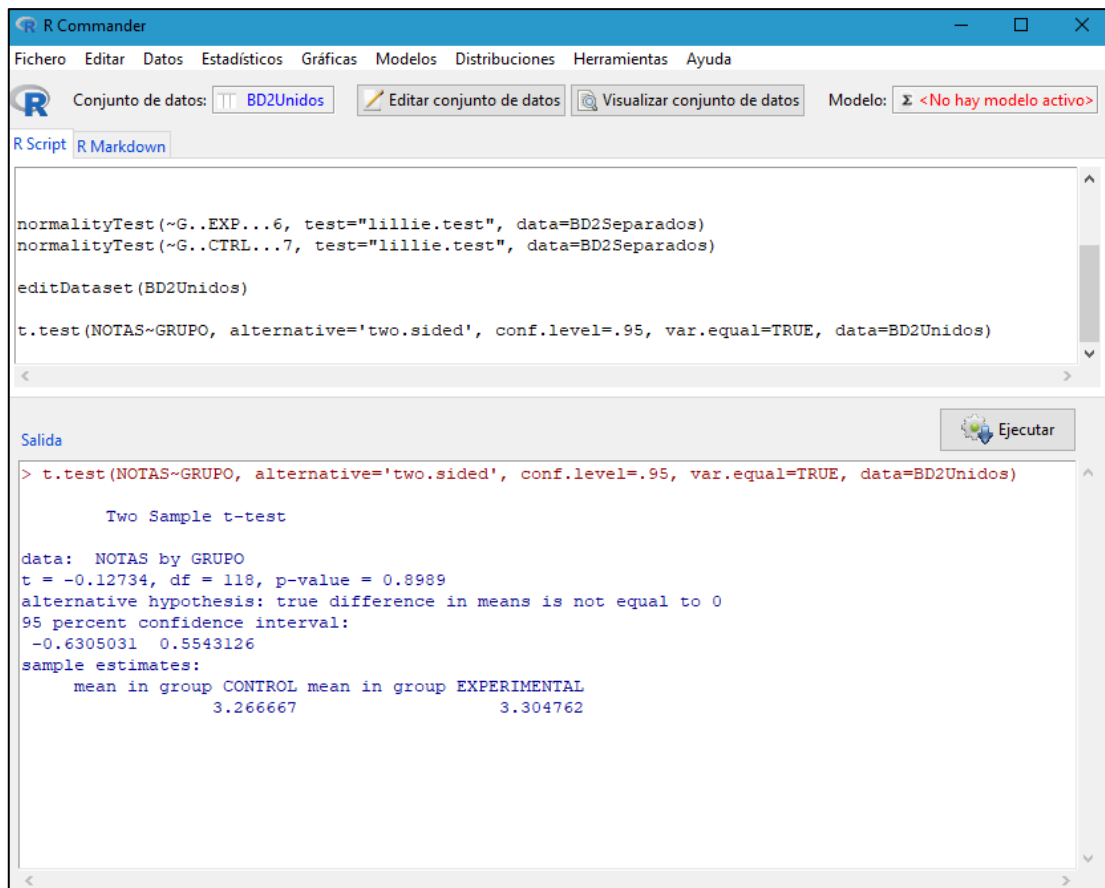 R Commander
Fichero Editar Datos Estadísticos Gráficas Modelos Distribuciones Herramientas Ayuda
R Conjunto de datos: BD2Unidos Editar conjunto de datos Visualizar conjunto de datos Modelo: Σ <No hay modelo activo>
R Script R Markdown
normalityTest(~G..EXP...6, test="lillie.test", data=BD2Separados)
normalityTest(~G..CTRL...7, test="lillie.test", data=BD2Separados)
editDataset(BD2Unidos)
t.test(NOTAS~GRUPO, alternative='two.sided', conf.level=.95, var.equal=TRUE, data=BD2Unidos)
Salida Ejecutar
> t.test(NOTAS~GRUPO, alternative='two.sided', conf.level=.95, var.equal=TRUE, data=BD2Unidos)
Two Sample t-test
data:  NOTAS by GRUPO
t = -0.12734, df = 118, p-value = 0.8989
alternative hypothesis: true difference in means is not equal to 0
95 percent confidence interval:
-0.6305031  0.5543126
sample estimates:
mean in group CONTROL mean in group EXPERIMENTAL
3.266667 3.304762